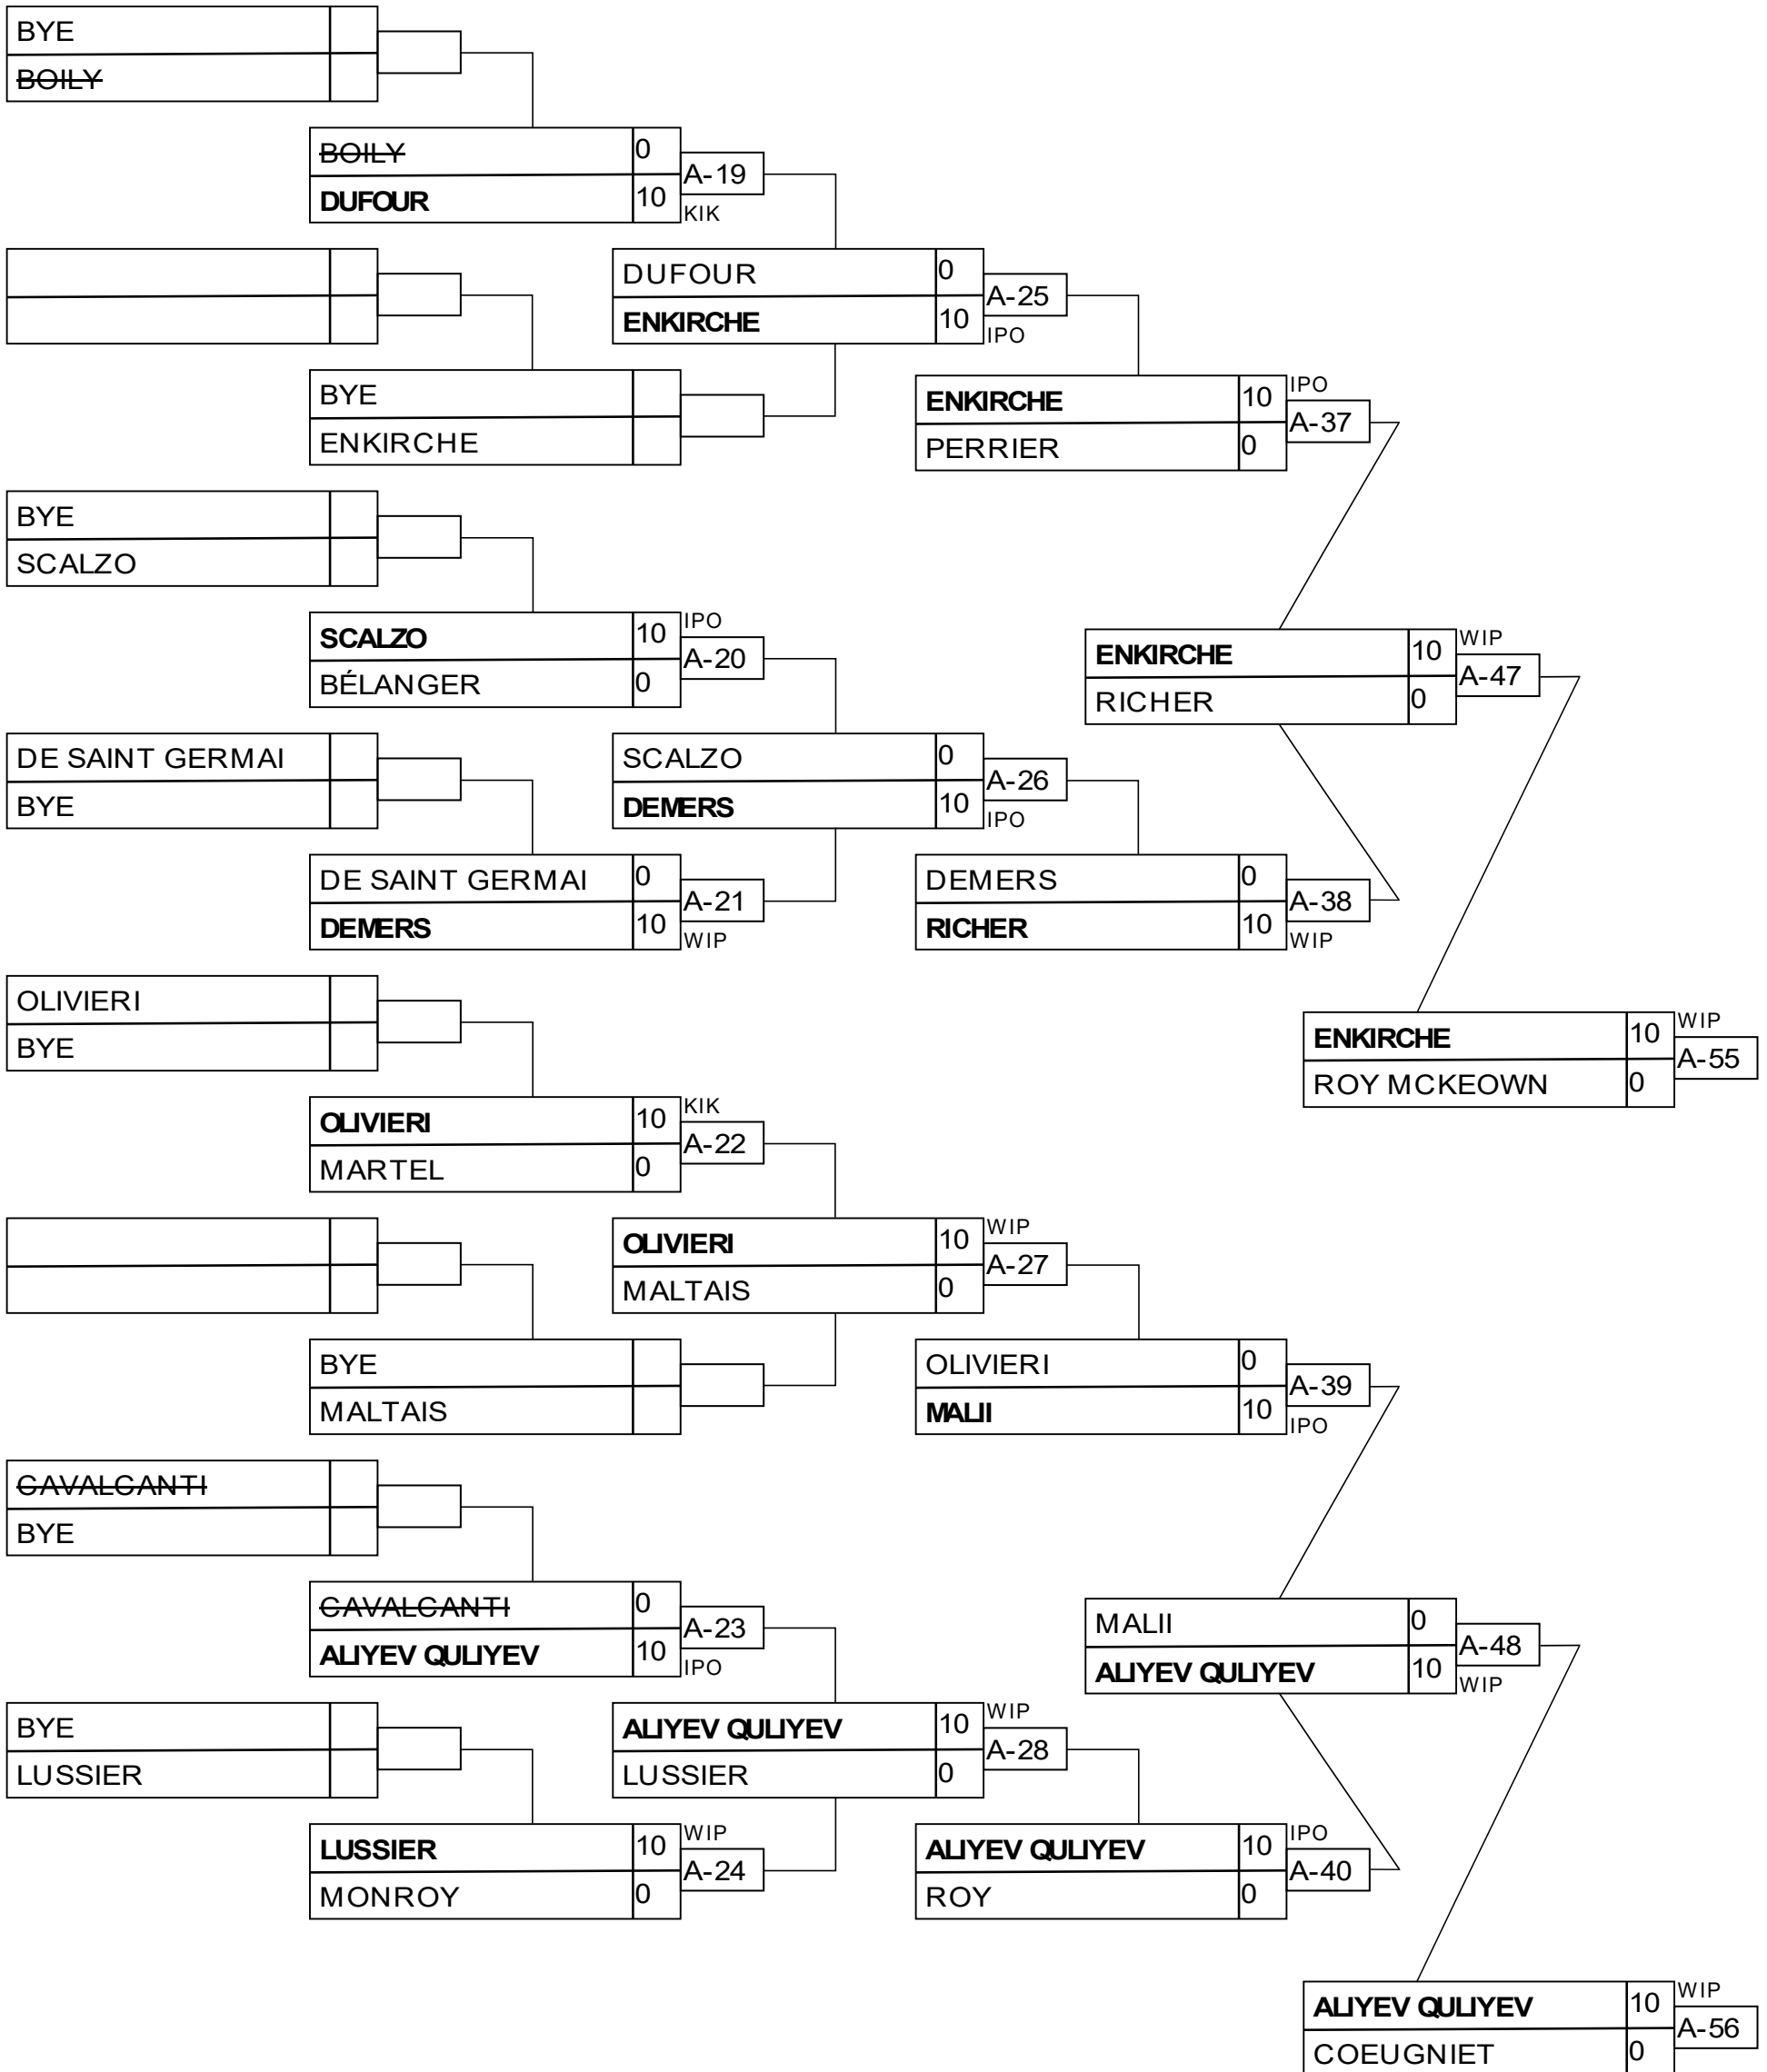 BYE
BOILY
BOILY 0
A-19
DUFOUR 10
KIK
DUFOUR 0
A-25
ENKIRCHE 10
IPO
BYE
ENKIRCHE
IPO
ENKIRCHE 10
A-37
PERRIER 0
BYE
SCALZO
IPO
SCALZO 10
A-20
BÉLANGER 0
WIP
ENKIRCHE 10
A-47
RICHER 0
DE SAINT GERMAI
BYE
SCALZO 0
A-26
DEMERS 10
IPO
DE SAINT GERMAI 0
A-21
DEMERS 10
WIP
DEMERS 0
A-38
RICHER 10
WIP
OLIVIERI
BYE
WIP
ENKIRCHE 10
A-55
ROY MCKEOWN 0
KIK
OLIVIERI 10
A-22
MARTEL 0
WIP
OLIVIERI 10
A-27
MALTAIS 0
BYE
MALTAIS
OLIVIERI 0
A-39
MALII 10
IPO
CAVALCANTI
BYE
CAVALCANTI 0
A-23
ALIYEV QULIYEV 10
IPO
MALII 0
A-48
ALIYEV QULIYEV 10
WIP
BYE
LUSSIER
WIP
ALIYEV QULIYEV 10
A-28
LUSSIER 0
WIP
LUSSIER 10
A-24
MONROY 0
IPO
ALIYEV QULIYEV 10
A-40
ROY 0
WIP
ALIYEV QULIYEV 10
A-56
COEUGNIET 0